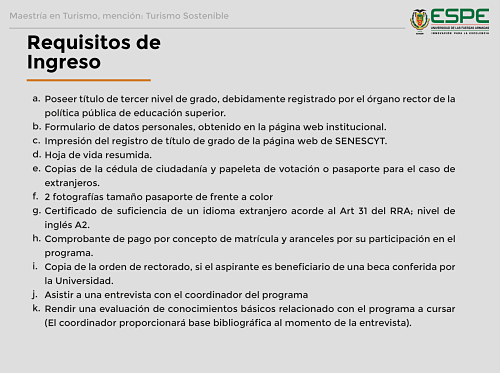 Maestría en Turismo, mención: Turismo Sostenible
ESPE
UNIVERSIDAD DE LAS FUERZAS ARMADAS
INNOVACIÓN PARA LA EXCELENCIA
Requisitos de
Ingreso
a. Poseer título de tercer nivel de grado, debidamente registrado por el órgano rector de la
política pública de educación superior.
b. Formulario de datos personales, obtenido en la página web institucional.
c. Impresión del registro de título de grado de la página web de SENESCYT.
d. Hoja de vida resumida.
e. Copias de la cédula de ciudadanía y papeleta de votación o pasaporte para el caso de
extranjeros.
f. 2 fotografías tamaño pasaporte de frente a color
g. Certificado de suficiencia de un idioma extranjero acorde al Art 31 del RRA; nivel de
inglés A2.
h. Comprobante de pago por concepto de matrícula y aranceles por su participación en el
programa.
i. Copia de la orden de rectorado, si el aspirante es beneficiario de una beca conferida por
la Universidad.
j. Asistir a una entrevista con el coordinador del programa
k. Rendir una evaluación de conocimientos básicos relacionado con el programa a cursar
(El coordinador proporcionará base bibliográfica al momento de la entrevista).